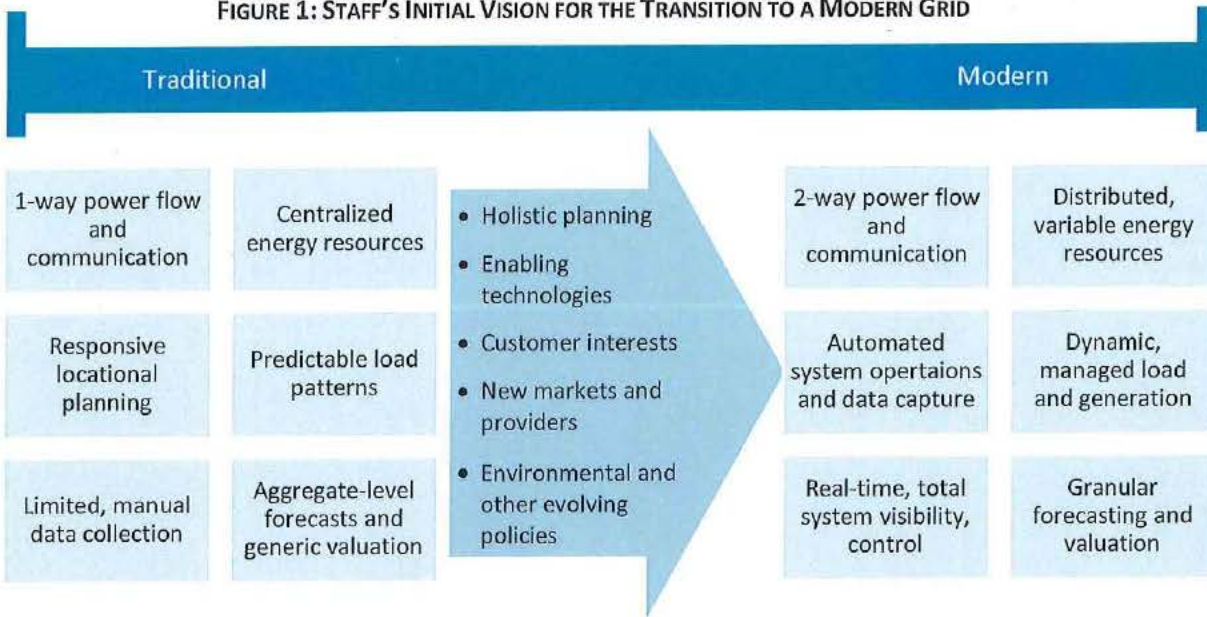 FIGURE 1: STAFF'S INITIAL VISION FOR THE TRANSITION TO A MODERN GRID
Traditional
Modern
1-way power flow
and
communication
Centralized
energy resources
Responsive
locational
planning
Predictable load
patterns
Limited, manual
data collection
Aggregate-level
forecasts and
generic valuation
• Holistic planning
• Enabling
technologies
• Customer interests
• New markets and
providers
• Environmental and
other evolving
policies
2-way power flow
and
communication
Distributed,
variable energy
resources
Automated
system opertaions
and data capture
Dynamic,
managed load
and generation
Real-time, total
system visibility,
control
Granular
forecasting and
valuation